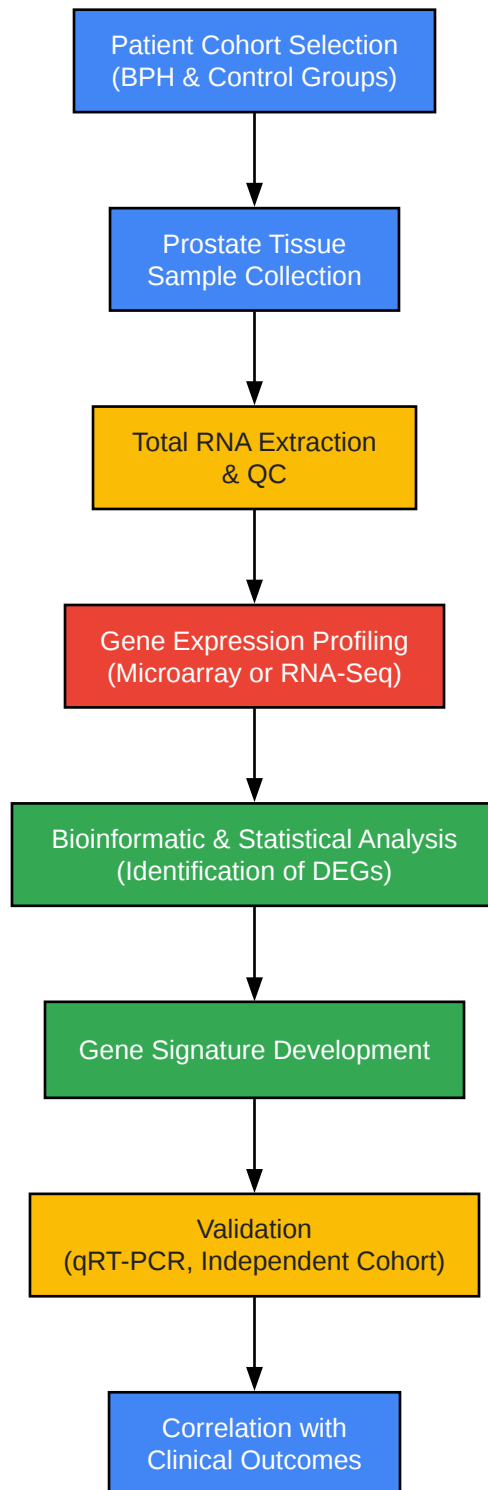 Patient Cohort Selection
(BPH & Control Groups)
Prostate Tissue
Sample Collection
Total RNA Extraction
& QC
Gene Expression Profiling
(Microarray or RNA-Seq)
Bioinformatic & Statistical Analysis
(Identification of DEGs)
Gene Signature Development
Validation
(qRT-PCR, Independent Cohort)
Correlation with
Clinical Outcomes